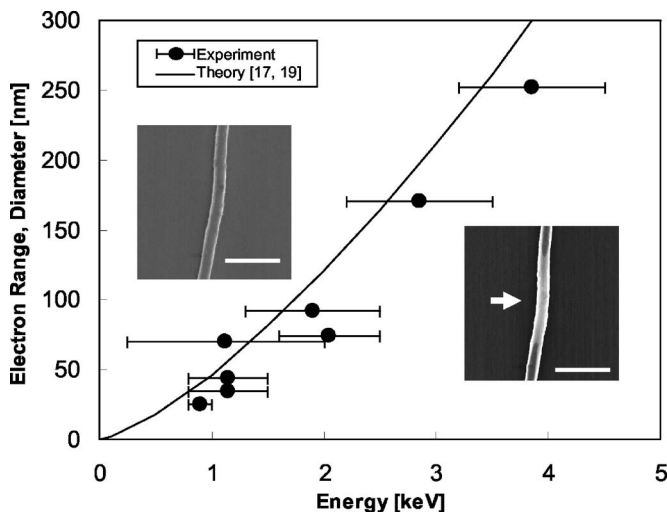 300
250
200
150
100
50
0
Electron Range, Diameter [nm]
Experiment
Theory [17, 19]
0 1 2 3 4 5
Energy [keV]